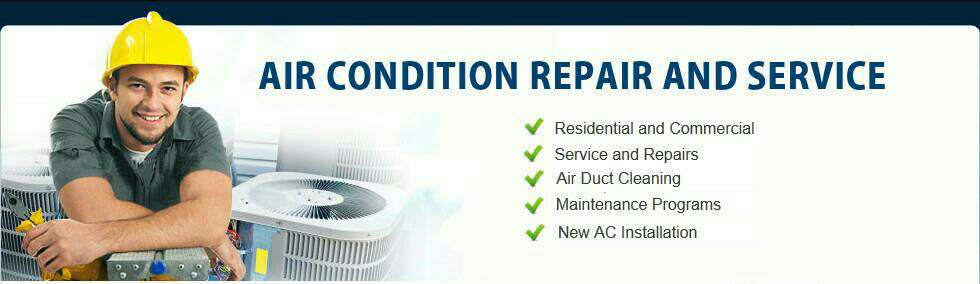 AIR CONDITION REPAIR AND SERVICE
Residential and Commercial
Service and Repairs
Air Duct Cleaning
Maintenance Programs
New AC Installation